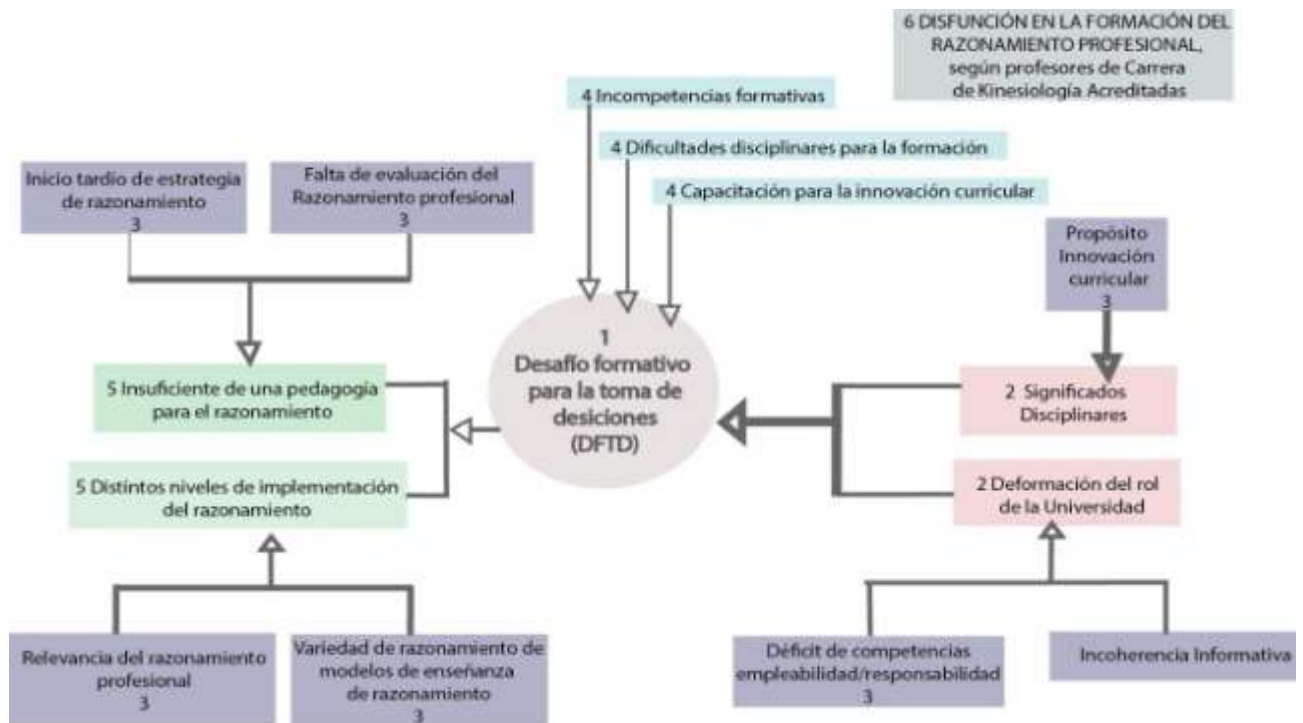 6 DISFUNCIÓN EN LA FORMACIÓN DEL
RAZONAMIENTO PROFESIONAL,
según profesores de Carrera
de Kinesiología Acreditadas
4 Incompetencias formativas
4 Dificultades disciplinares para la formación
4 Capacitación para la innovación curricular
Inicio tardio de estrategia
de razonamiento
3
Falta de evaluación del
Razonamiento profesional
3
Propósito
Innovación
curricular
3
1
Desafío formativo
para la toma de
desiciones
(DFTD)
5 Insuficiente de una pedagogía
para el razonamiento
2 Significados
Disciplinares
5 Distintos niveles de implementación
del razonamiento
2 Deformación del rol
de la Universidad
Relevancia del razonamiento
profesional
3
Variedad de razonamiento de
modelos de enseñanza
de razonamiento
3
Déficit de competencias
empleabilidad/responsabilidad
3
Incoherencia Informativa